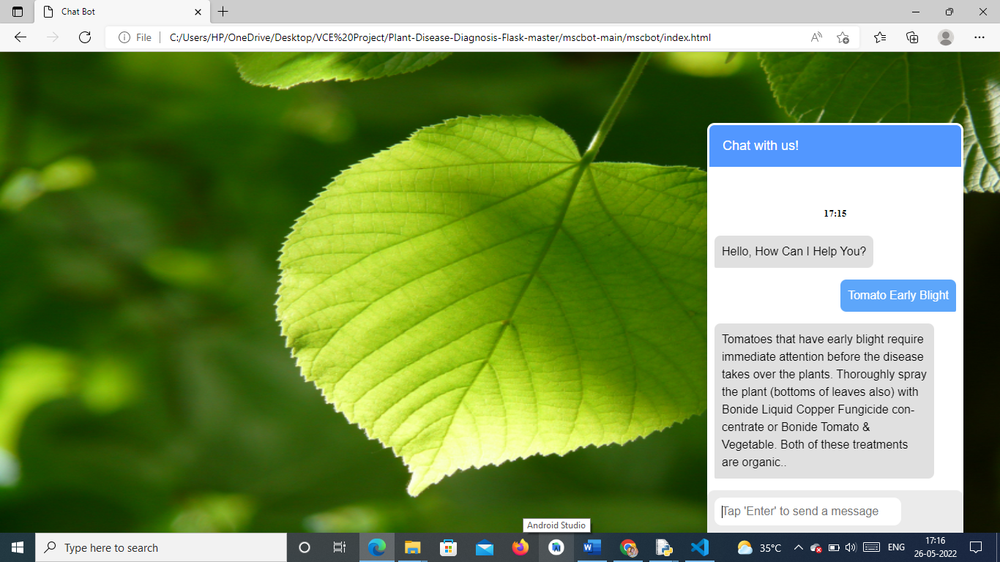 Chat Bot
File
C:/Users/HP/OneDrive/Desktop/VCE%20Project/Plant-Disease-Diagnosis-Flask-master/mscbot-main/mscbot/index.html
Chat with us!
17:15
Hello, How Can I Help You?
Tomato Early Blight
Tomatoes that have early blight require
immediate attention before the disease
takes over the plants. Thoroughly spray
the plant (bottoms of leaves also) with
Bonide Liquid Copper Fungicide con-
centrate or Bonide Tomato &
Vegetable. Both of these treatments
are organic..
Tap 'Enter' to send a message
Android Studio
Type here to search
35°C
ENG
17:16
26-05-2022